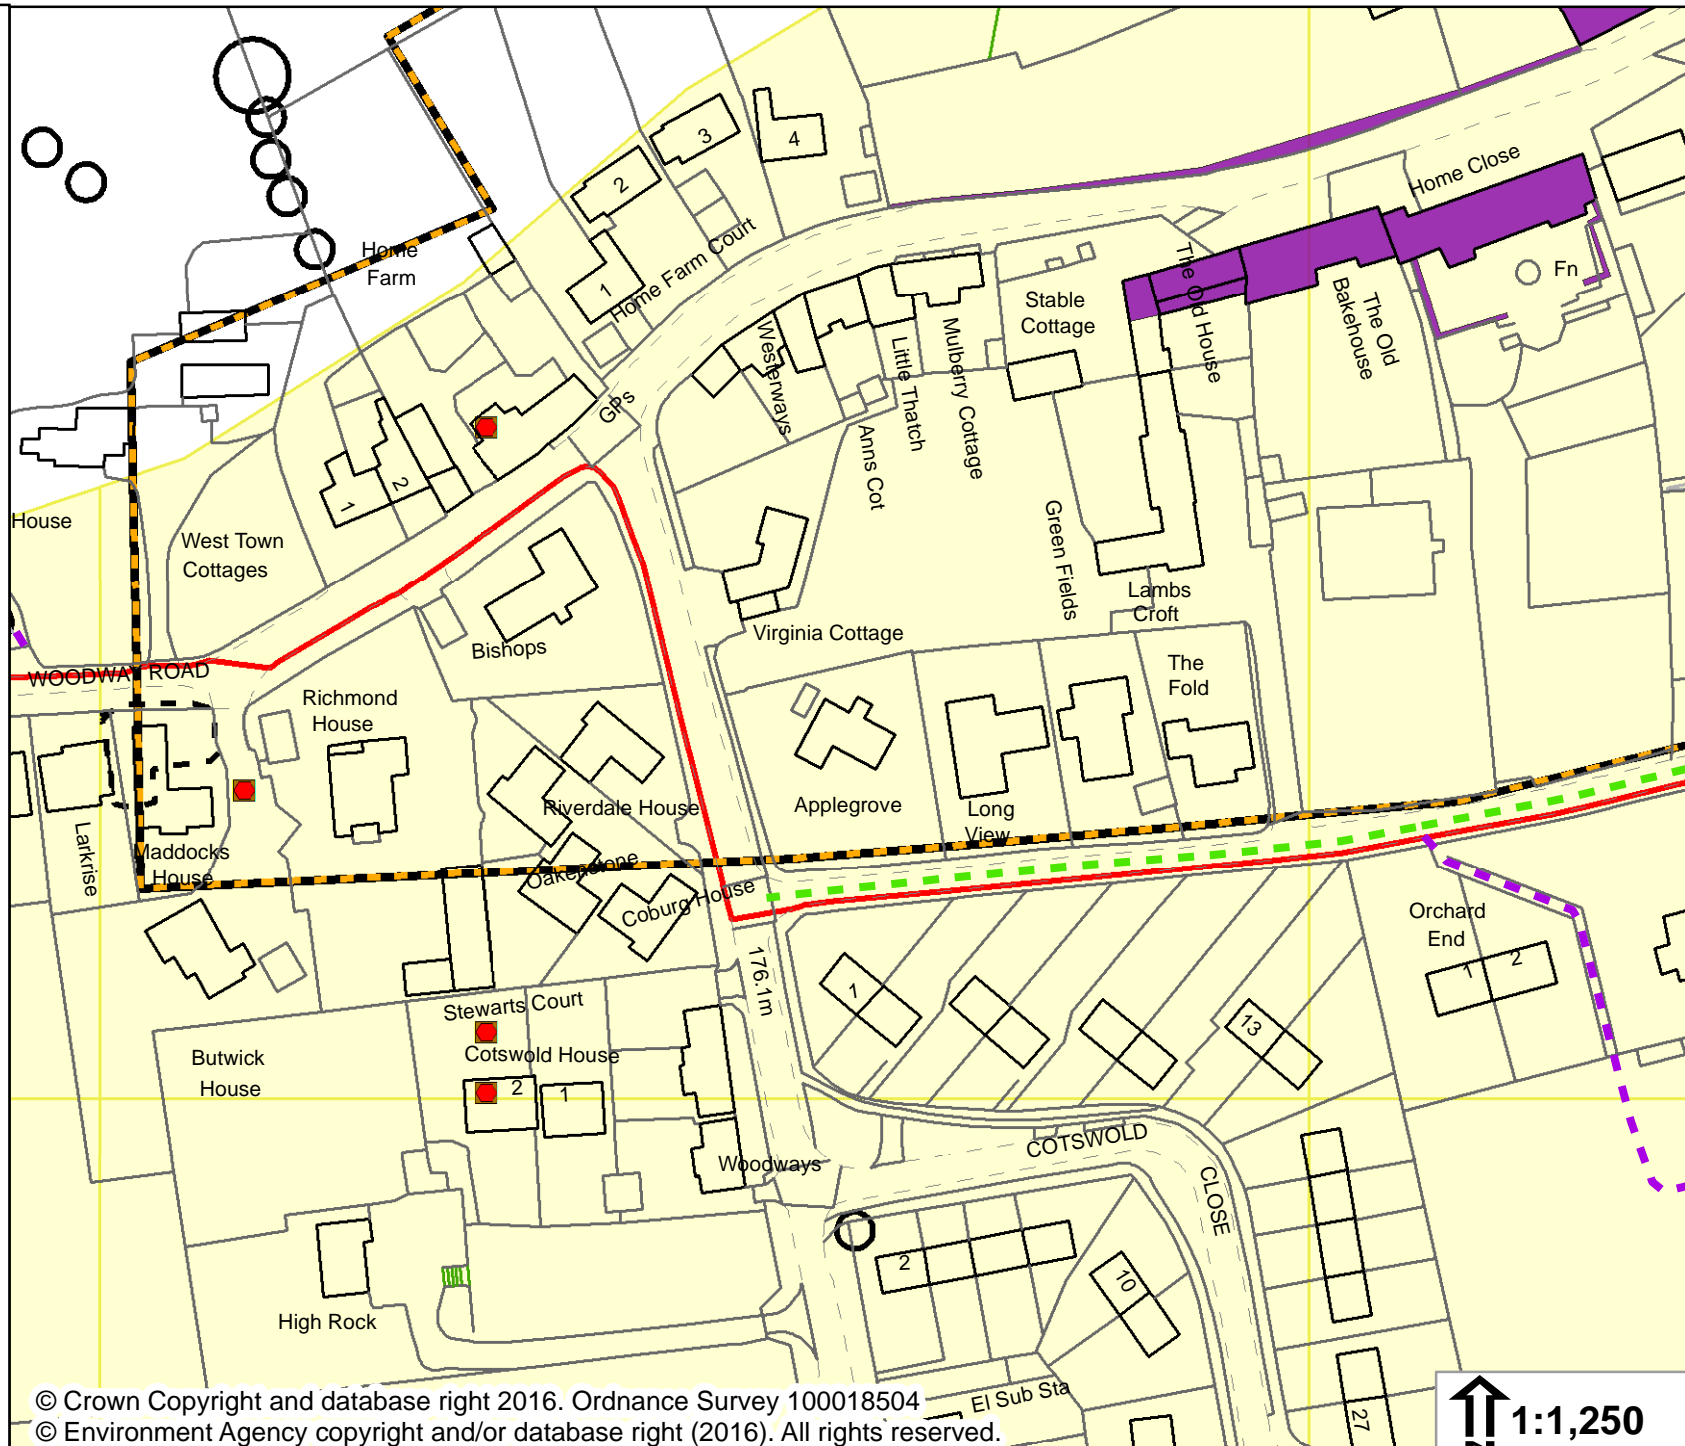 3
4
2
Home Close
Home
Farm
Home Farm Court
1
Fn
The Old House
The Old
Bakehouse
Stable
Cottage
Westerways
Little Thatch
Mulberry Cottage
GPs
Anns Cot
1
2
House
West Town
Cottages
Green Fields
Lambs
Croft
Bishops
Virginia Cottage
WOODWAY ROAD
The
Fold
Richmond
House
Riverdale House
Applegrove
Long
View
Larkrise
Maddocks
House
Oakenstone
Coburg House
Orchard
End
176.1m
1
1
2
13
Stewarts Court
Cotswold House
Butwick
House
2
1
Woodways
COTSWOLD
CLOSE
2
10
High Rock
El Sub Sta
27
© Crown Copyright and database right 2016. Ordnance Survey 100018504
© Environment Agency copyright and/or database right (2016). All rights reserved.
1:1,250